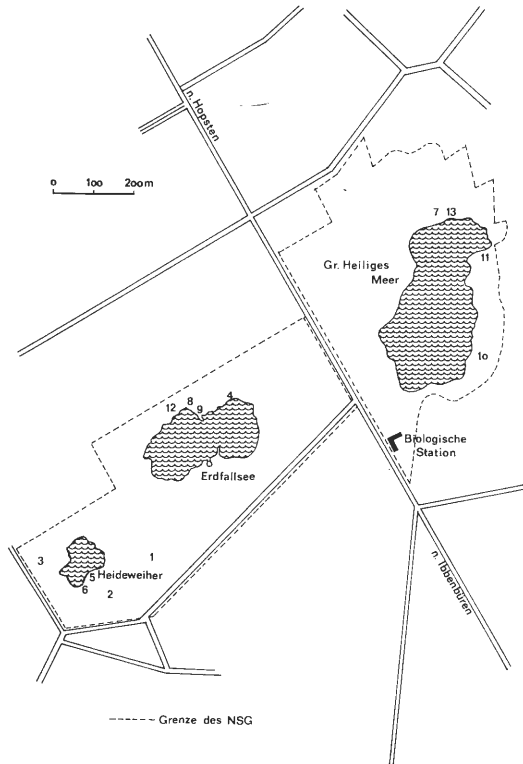 n. Hopsten
0 100 200m
7 13
Gr. Heiliges
Meer
11
10
4
8
12
9
Erdfallsee
Biologische
Station
3
1
5 Heideweiher
6
2
n. Ibbenbüren
------ Grenze des NSG